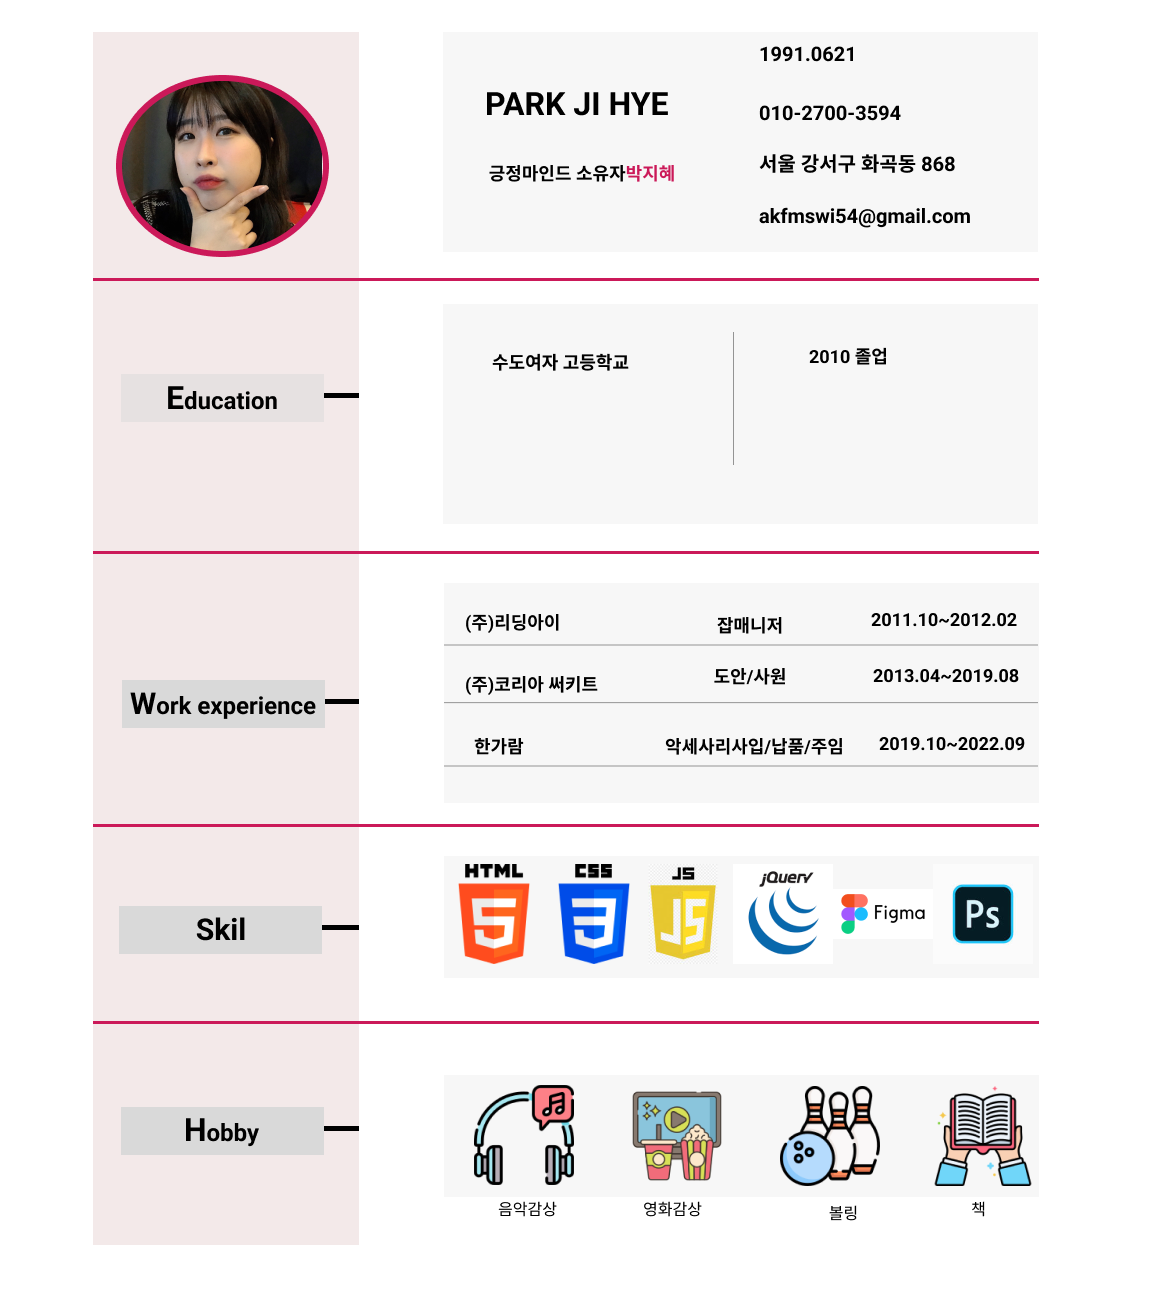 PARK JI HYE
긍정마인드 소유자박지혜
1991.0621
010-2700-3594
서울 강서구 화곡동 868
akfmswi54@gmail.com
Education
수도여자 고등학교
2010 졸업
Work experience
(주)리딩아이 잡매니저 2011.10~2012.02
(주)코리아 써키트 도안/사원 2013.04~2019.08
한가람 악세사리사입/납품/주임 2019.10~2022.09
Skil
HTML
5
CSS
3
JS
JS
jQuery
Figma
Ps
Hobby
음악감상 영화감상 볼링 책